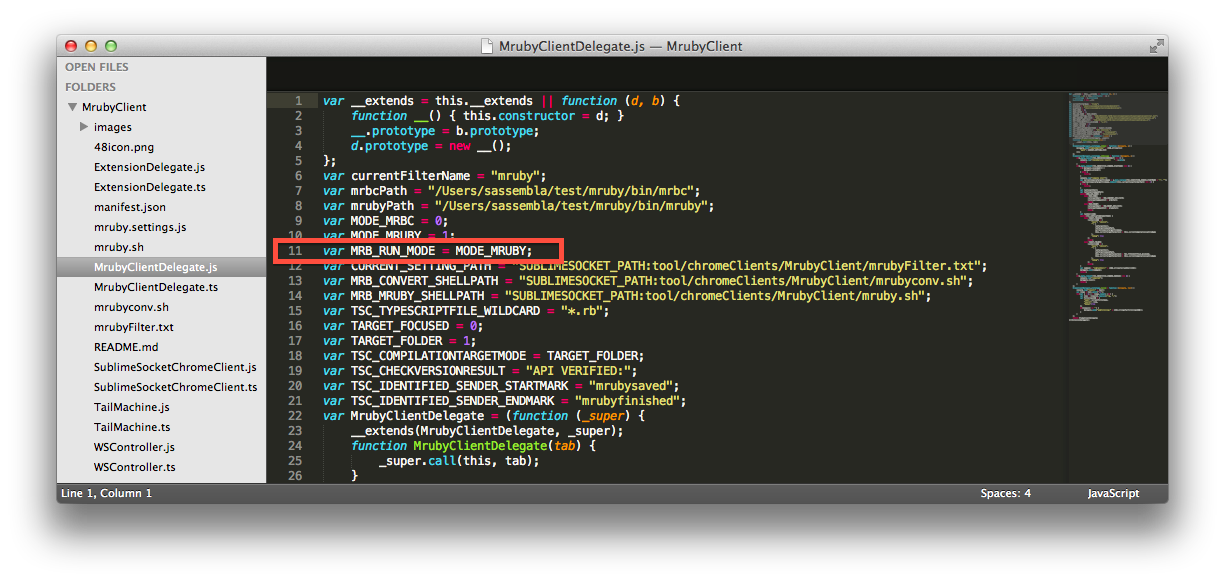 MrubyClientDelegate.js — MrubyClient
OPEN FILES
FOLDERS
MrubyClient
images
48icon.png
ExtensionDelegate.js
ExtensionDelegate.ts
manifest.json
mruby.settings.js
mruby.sh
MrubyClientDelegate.js
MrubyClientDelegate.ts
mrubyconv.sh
mrubyFilter.txt
README.md
SublimeSocketChromeClient.js
SublimeSocketChromeClient.ts
TailMachine.js
TailMachine.ts
WSController.js
WSController.ts
1 var __extends = this.__extends || function (d, b) {
2 function __() { this.constructor = d; }
3 __.prototype = b.prototype;
4 d.prototype = new __();
5 };
6 var currentFilterName = "mruby";
7 var mrbcPath = "/Users/sassembla/test/mruby/bin/mrbc";
8 var mrubyPath = "/Users/sassembla/test/mruby/bin/mruby";
9 var MODE_MRBC = 0;
10 var MODE_MRUBY = 1;
11 var MRB_RUN_MODE = MODE_MRUBY;
12 var CURRENT_SETTING_PATH = "SUBLIMESOCKET_PATH:tool/chromeClients/MrubyClient/mrubyFilter.txt";
13 var MRB_CONVERT_SHELLPATH = "SUBLIMESOCKET_PATH:tool/chromeClients/MrubyClient/mrubyconv.sh";
14 var MRB_MRUBY_SHELLPATH = "SUBLIMESOCKET_PATH:tool/chromeClients/MrubyClient/mruby.sh";
15 var TSC_TYPESCRIPTFILE_WILDCARD = "*.rb";
16 var TARGET_FOCUSED = 0;
17 var TARGET_FOLDER = 1;
18 var TSC_COMPILATIONTARGETMODE = TARGET_FOLDER;
19 var TSC_CHECKVERSIONRESULT = "API VERIFIED:";
20 var TSC_IDENTIFIED_SENDER_STARTMARK = "mrubysaved";
21 var TSC_IDENTIFIED_SENDER_ENDMARK = "mrubyfinished";
22 var MrubyClientDelegate = (function (_super) {
23 __extends(MrubyClientDelegate, _super);
24 function MrubyClientDelegate(tab) {
25 _super.call(this, tab);
26 }
Line 1, Column 1
Spaces: 4
JavaScript